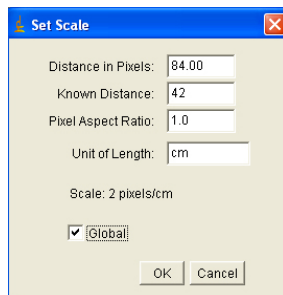 Set Scale
Distance in Pixels: 84.00
Known Distance: 42
Pixel Aspect Ratio: 1.0
Unit of Length: cm
Scale: 2 pixels/cm
Global
OK Cancel